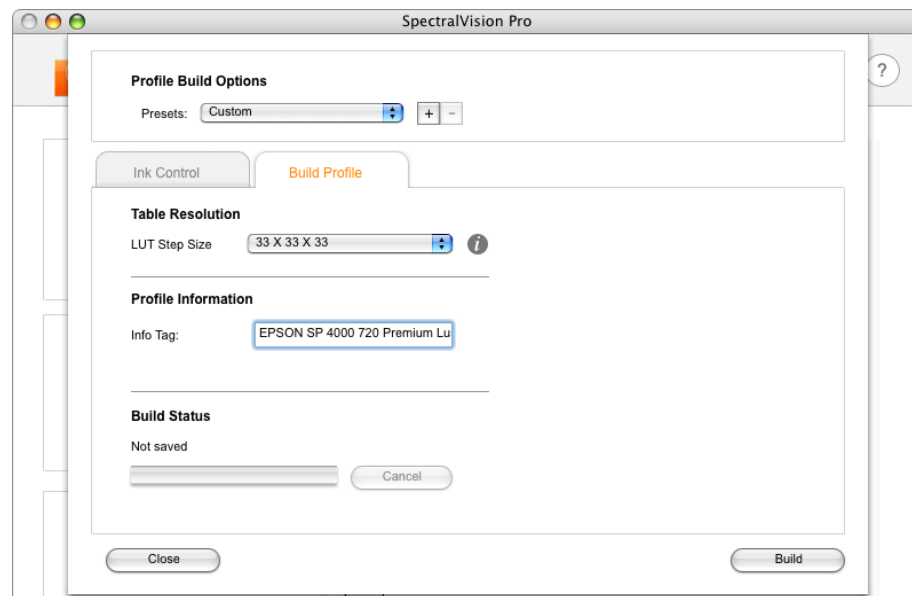 SpectralVision Pro
?
Profile Build Options
Presets: Custom + -
Ink Control Build Profile
Table Resolution
LUT Step Size 33 X 33 X 33 i
Profile Information
Info Tag: EPSON SP 4000 720 Premium Lu
Build Status
Not saved
Cancel
Close Build